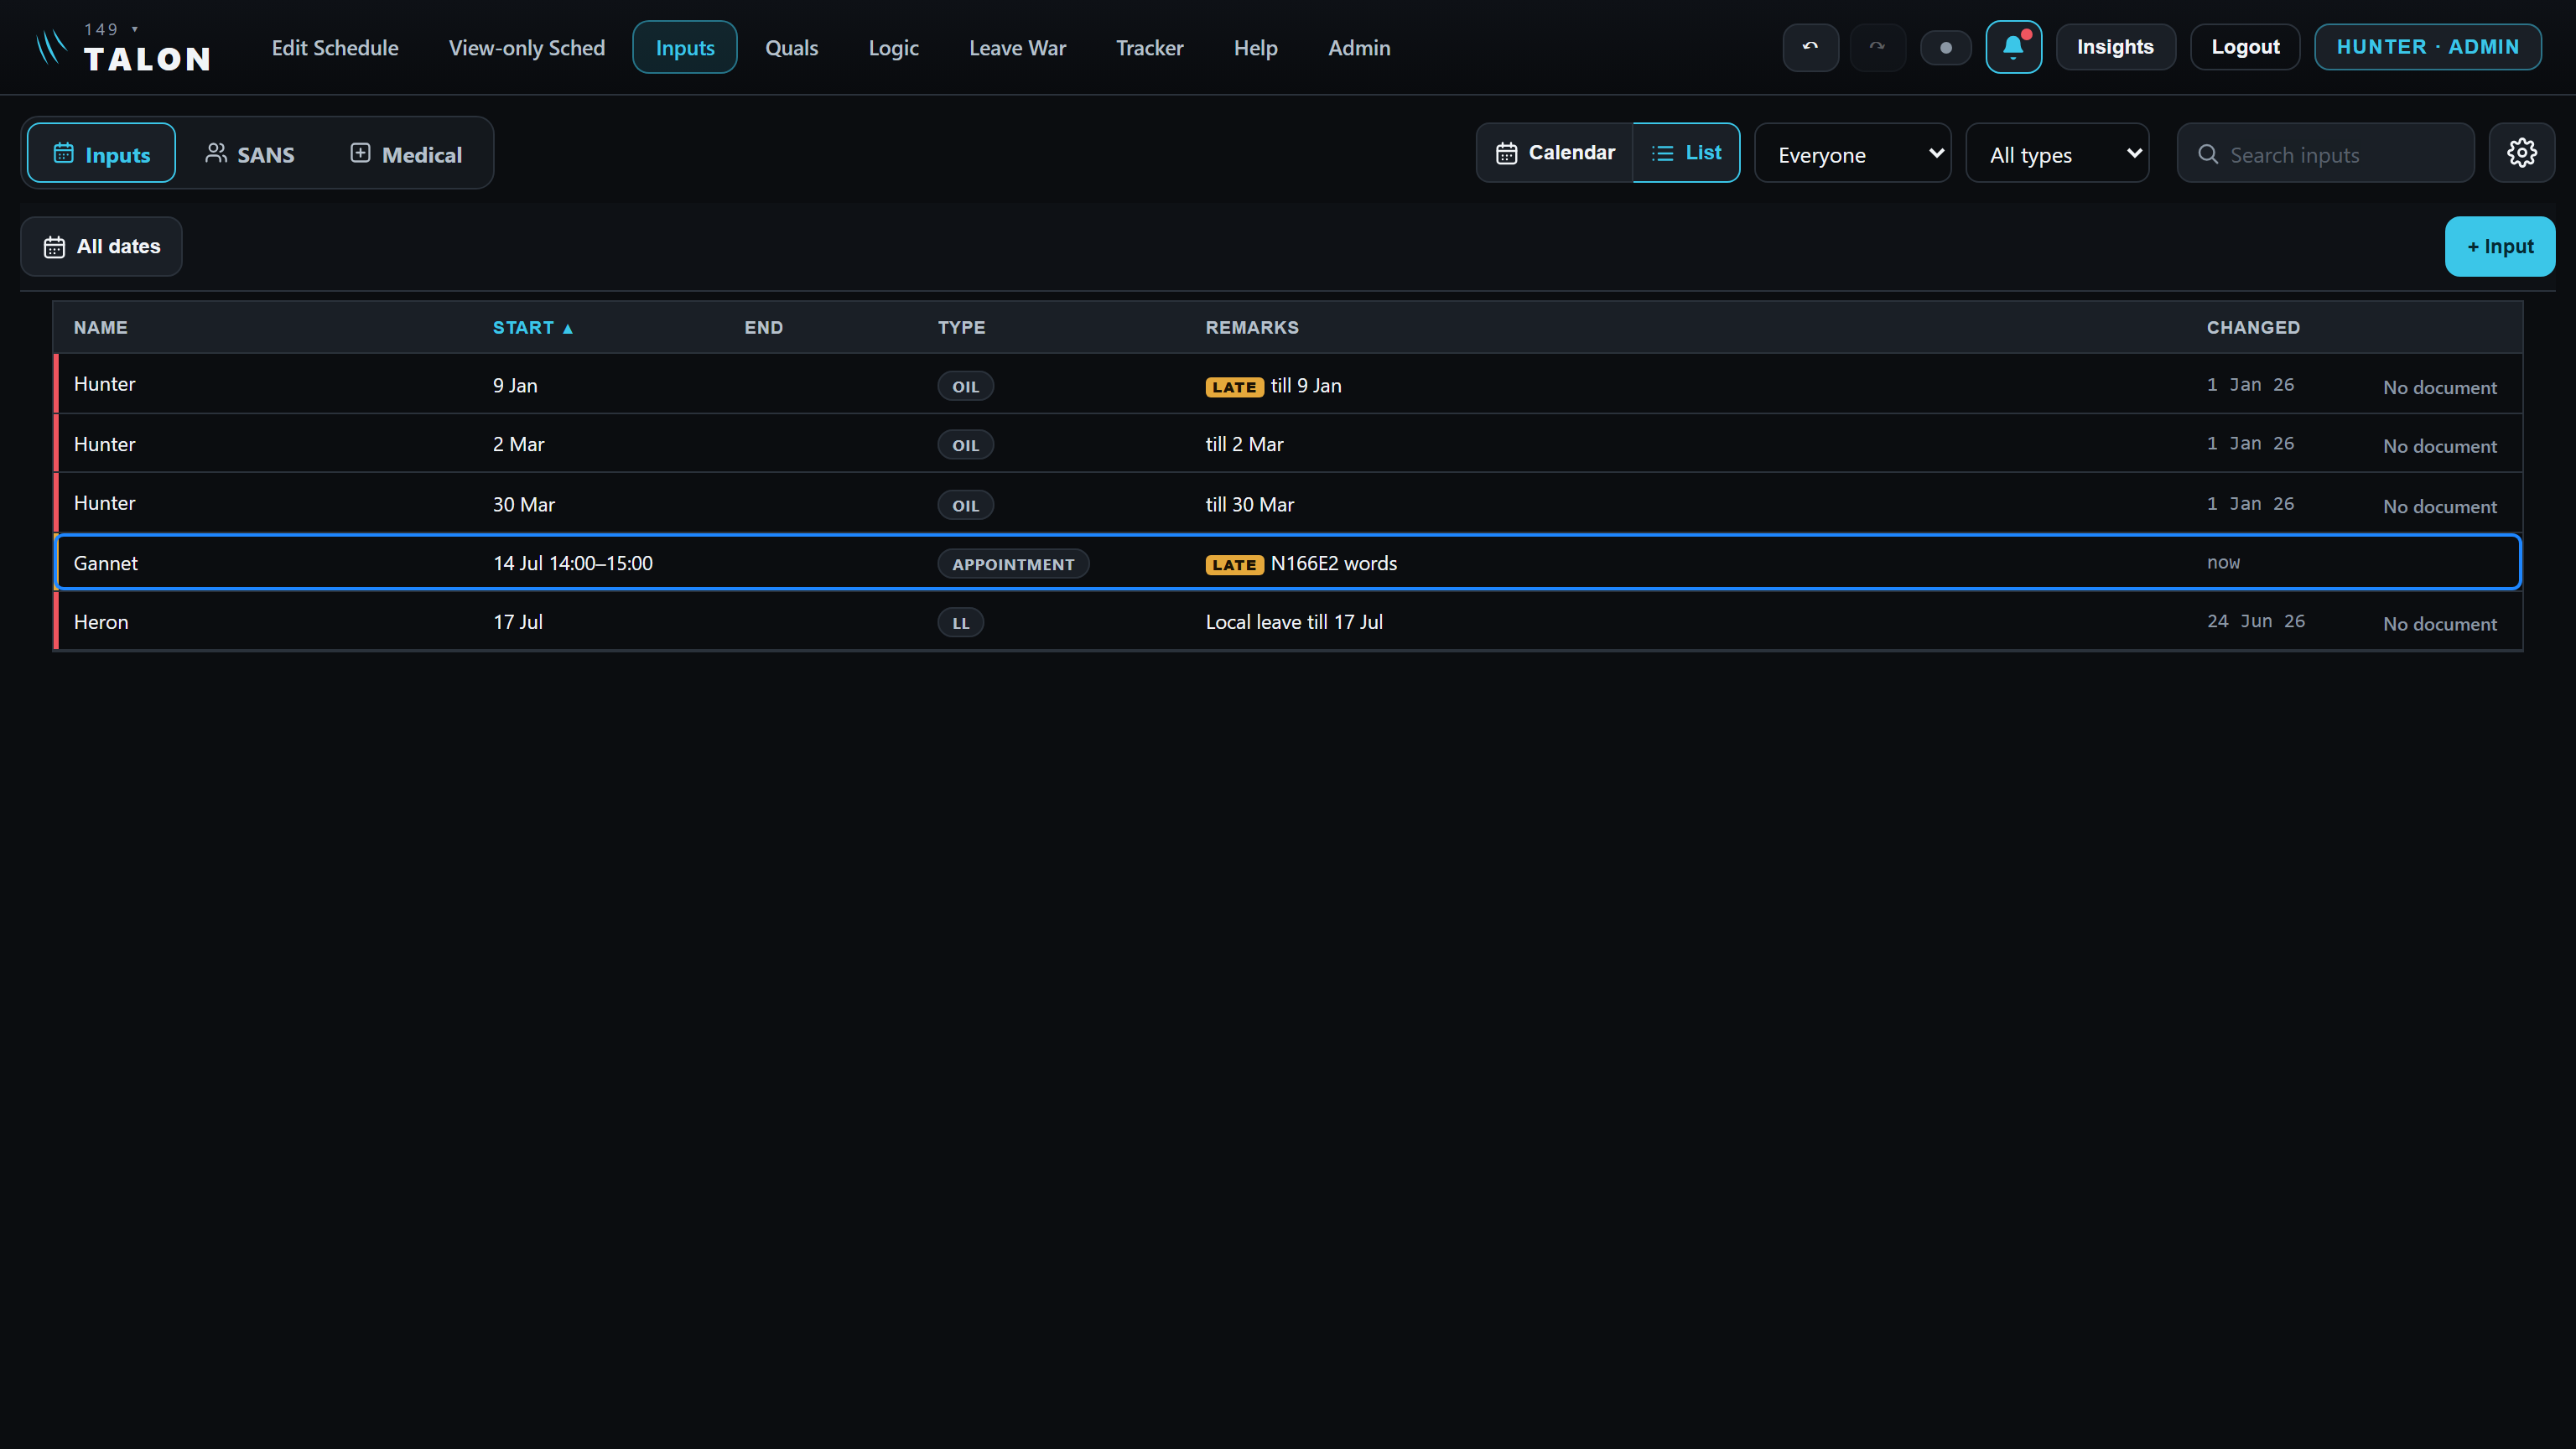 149 ▾
TALON
Edit Schedule View-only Sched Inputs Quals Logic Leave War Tracker Help Admin
Insights Logout HUNTER · ADMIN
Inputs SANS Medical
Calendar List Everyone All types Search inputs
All dates
+ Input
NAME START ▲ END TYPE REMARKS CHANGED
Hunter 9 Jan OIL LATE till 9 Jan 1 Jan 26 No document
Hunter 2 Mar OIL till 2 Mar 1 Jan 26 No document
Hunter 30 Mar OIL till 30 Mar 1 Jan 26 No document
Gannet 14 Jul 14:00–15:00 APPOINTMENT LATE N166E2 words now
Heron 17 Jul LL Local leave till 17 Jul 24 Jun 26 No document